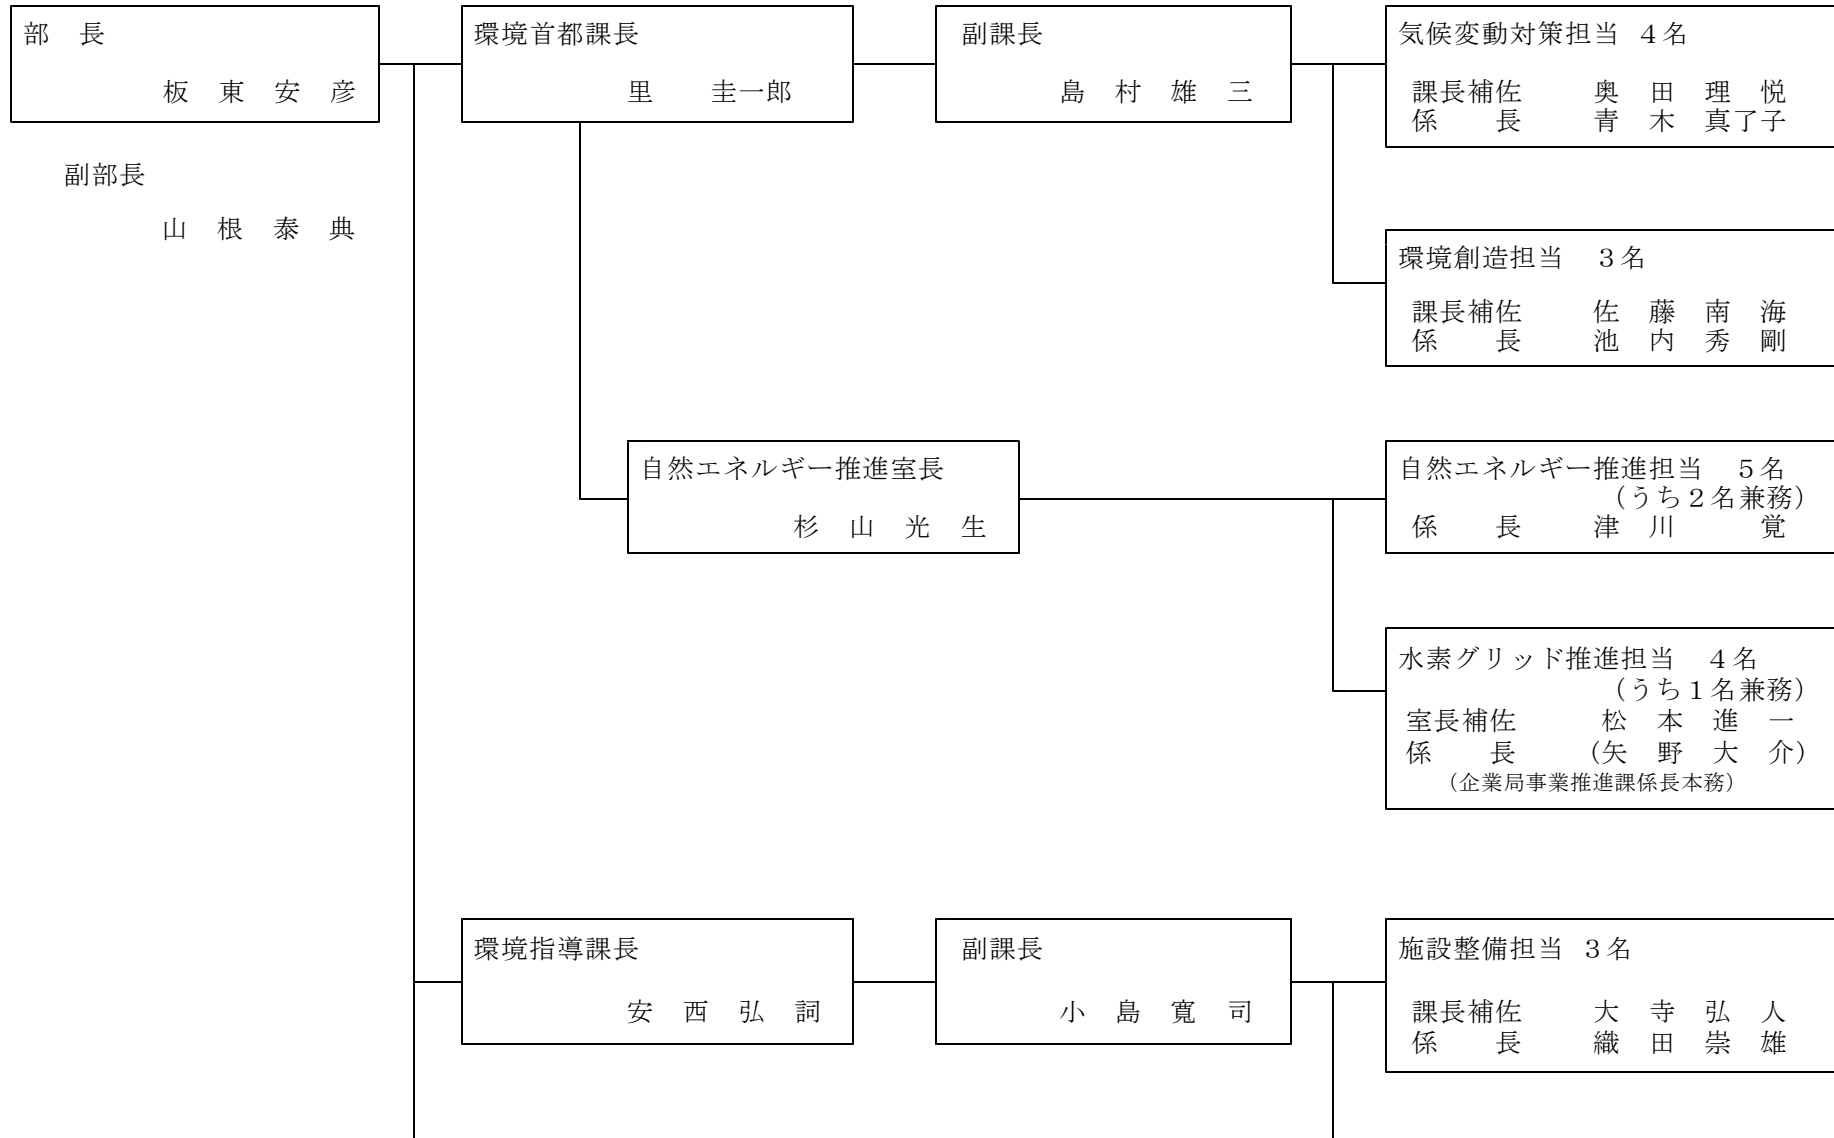 部　長
板　東　安　彦
副部長
山　根　泰　典
環境首都課長
里　　圭一郎
副課長
島　村　雄　三
気候変動対策担当　４名
課長補佐　　奥　田　理　悦
係　　長　　青　木　真了子
環境創造担当　３名
課長補佐　　佐　藤　南　海
係　　長　　池　内　秀　剛
自然エネルギー推進室長
杉　山　光　生
自然エネルギー推進担当　５名
（うち２名兼務）
係　　長　　津　川　　覚
水素グリッド推進担当　４名
（うち１名兼務）
室長補佐　　松　本　進　一
係　　長　　（矢　野　大　介）
（企業局事業推進課係長本務）
環境指導課長
安　西　弘　詞
副課長
小　島　寛　司
施設整備担当　３名
課長補佐　　大　寺　弘　人
係　　長　　織　田　崇　雄